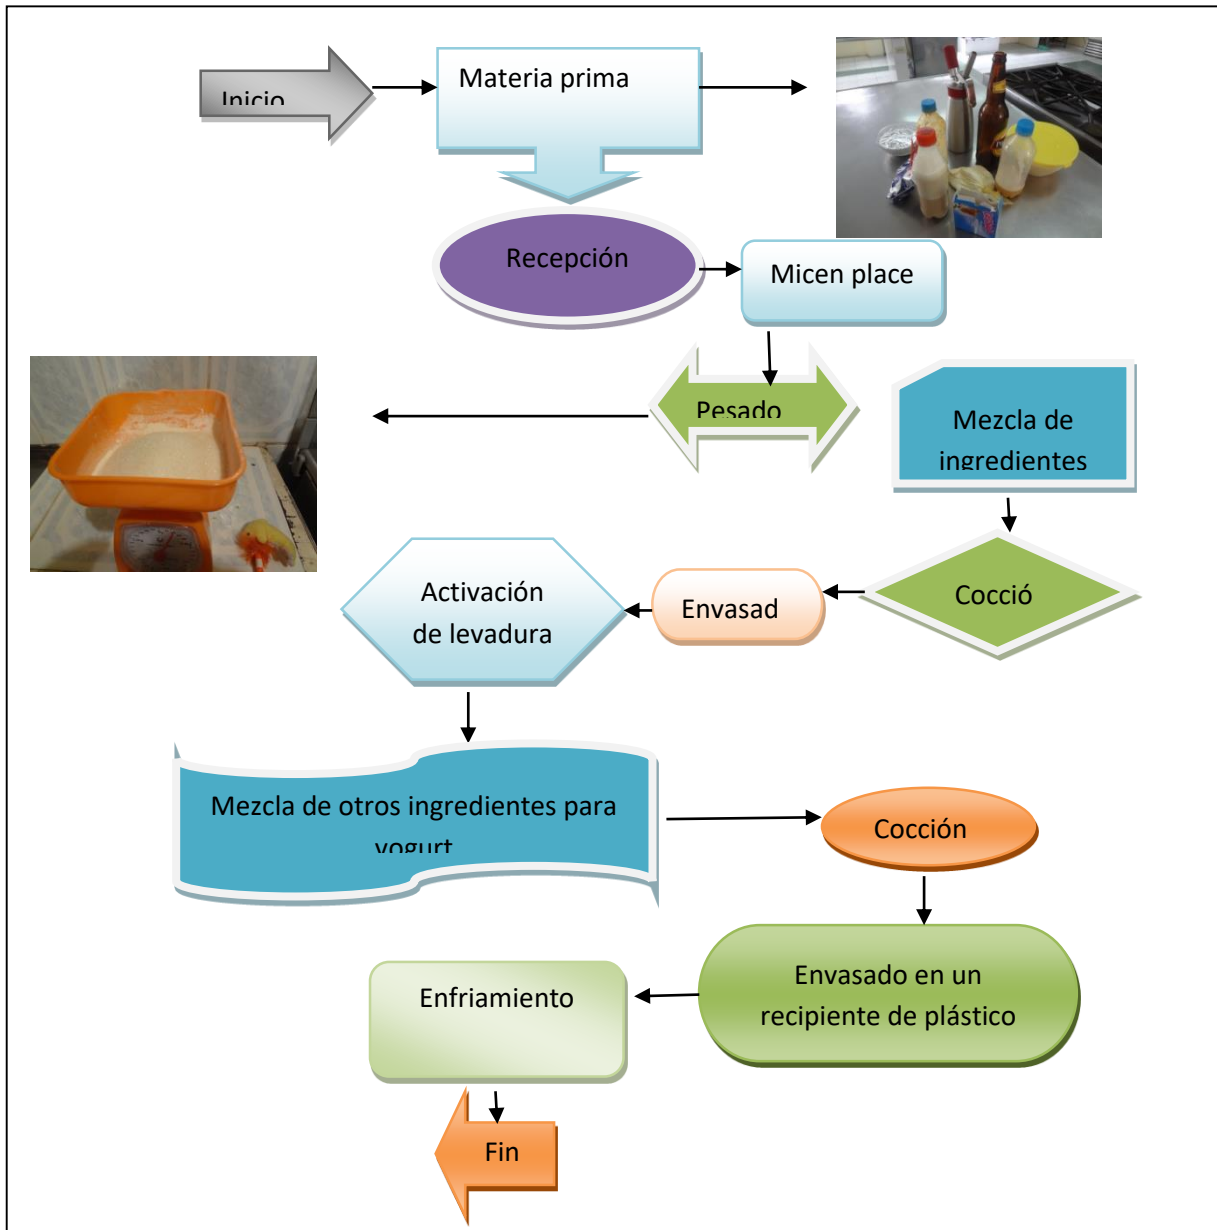 Inicio
Materia prima
Recepción
Micen place
Pesado
Mezcla de
ingredientes
Cocció
Envasad
Activación
de levadura
Mezcla de otros ingredientes para
yogurt
Cocción
Envasado en un
recipiente de plástico
Enfriamiento
Fin